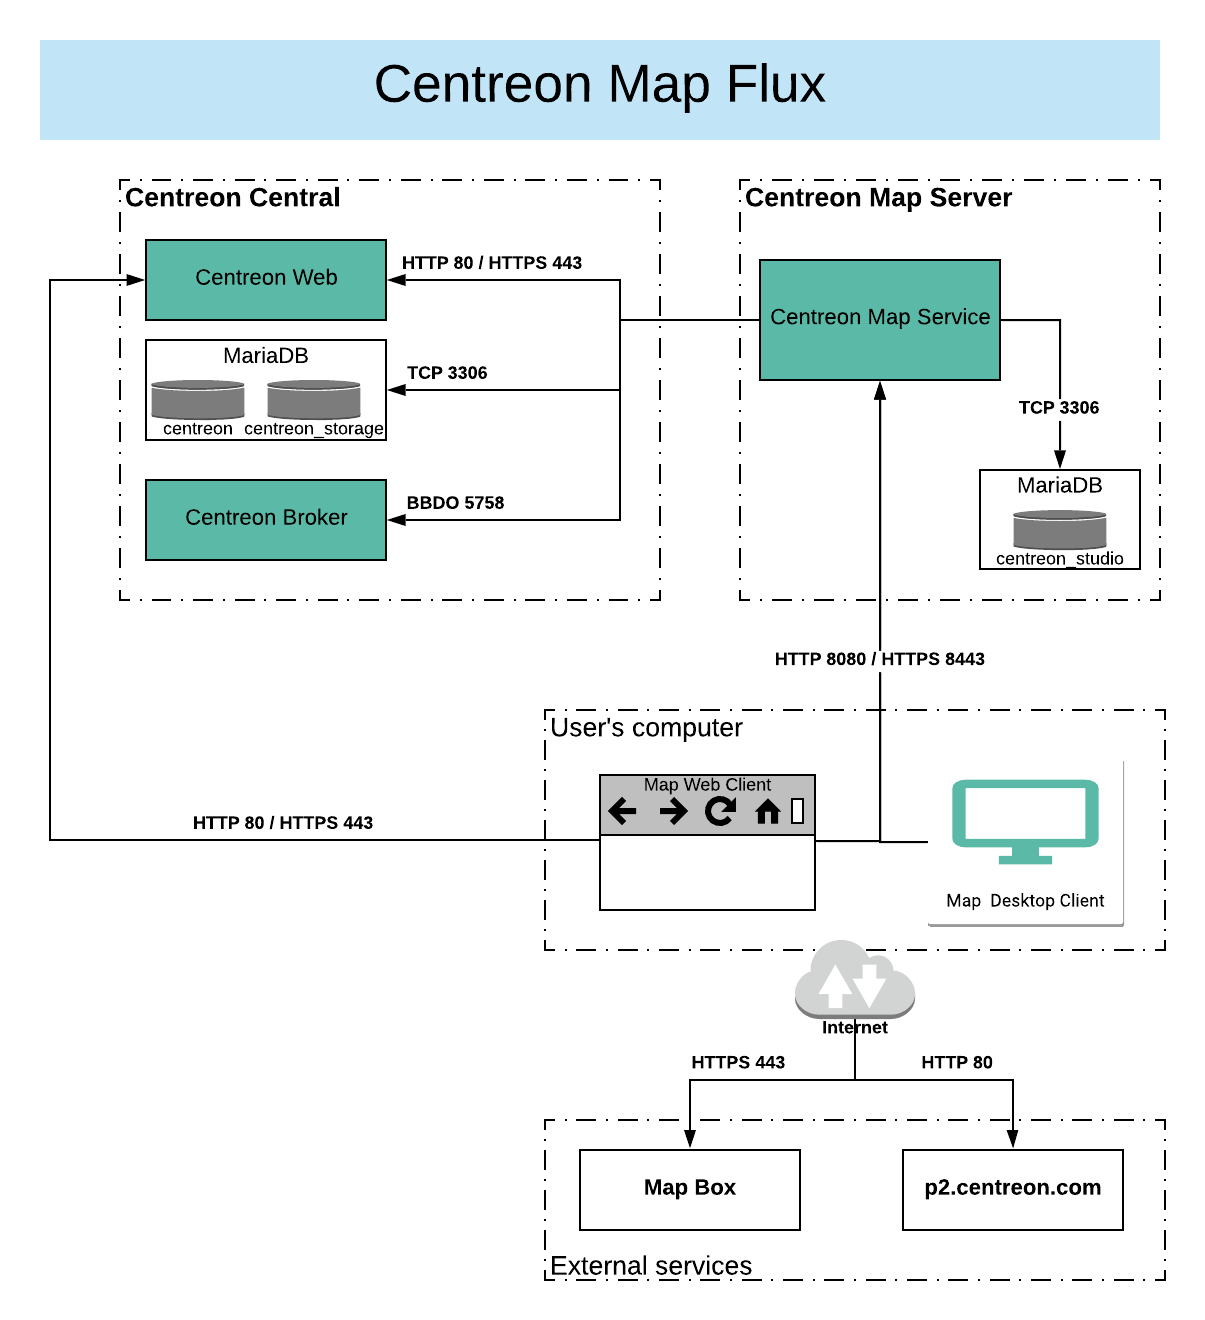 Centreon Map Flux
Centreon Central
Centreon Web
HTTP 80 / HTTPS 443
MariaDB
centreon centreon_storage
TCP 3306
Centreon Broker
BBDO 5758
Centreon Map Server
Centreon Map Service
TCP 3306
MariaDB
centreon_studio
HTTP 8080 / HTTPS 8443
User's computer
Map Web Client
HTTP 80 / HTTPS 443
Map Desktop Client
Internet
HTTPS 443
HTTP 80
Map Box
p2.centreon.com
External services